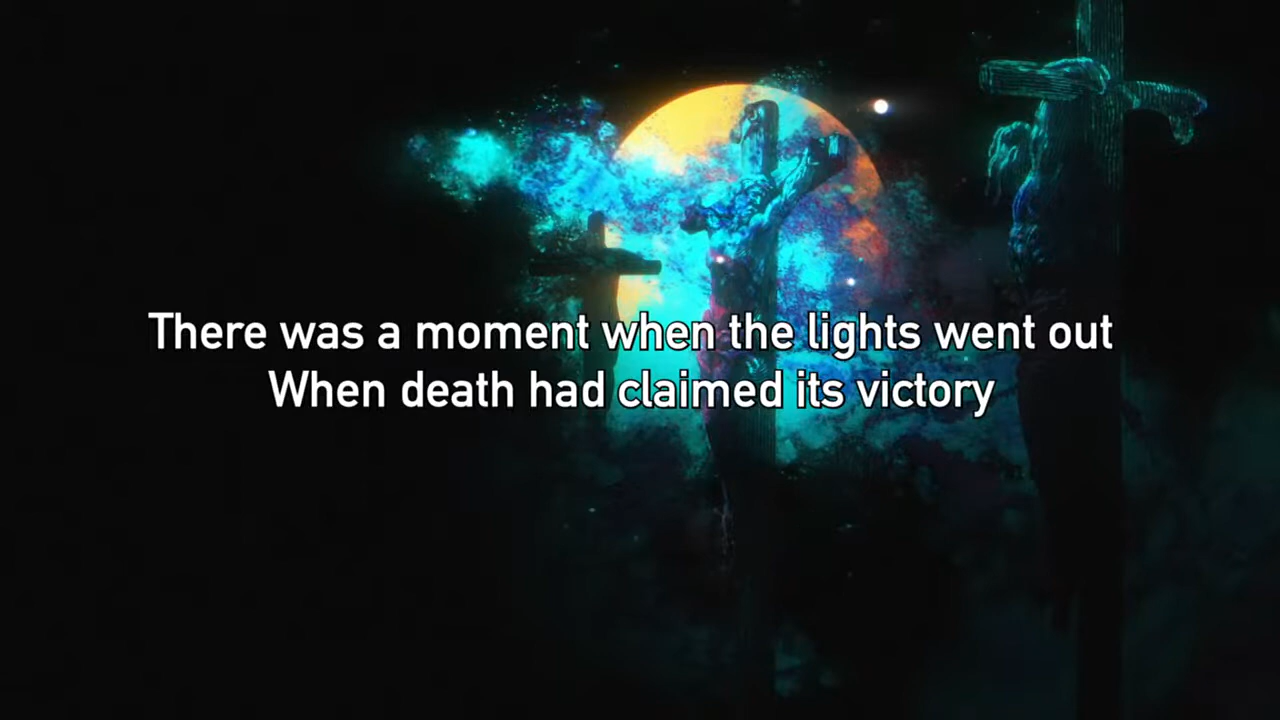 There was a moment when the lights went out
When death had claimed its victory